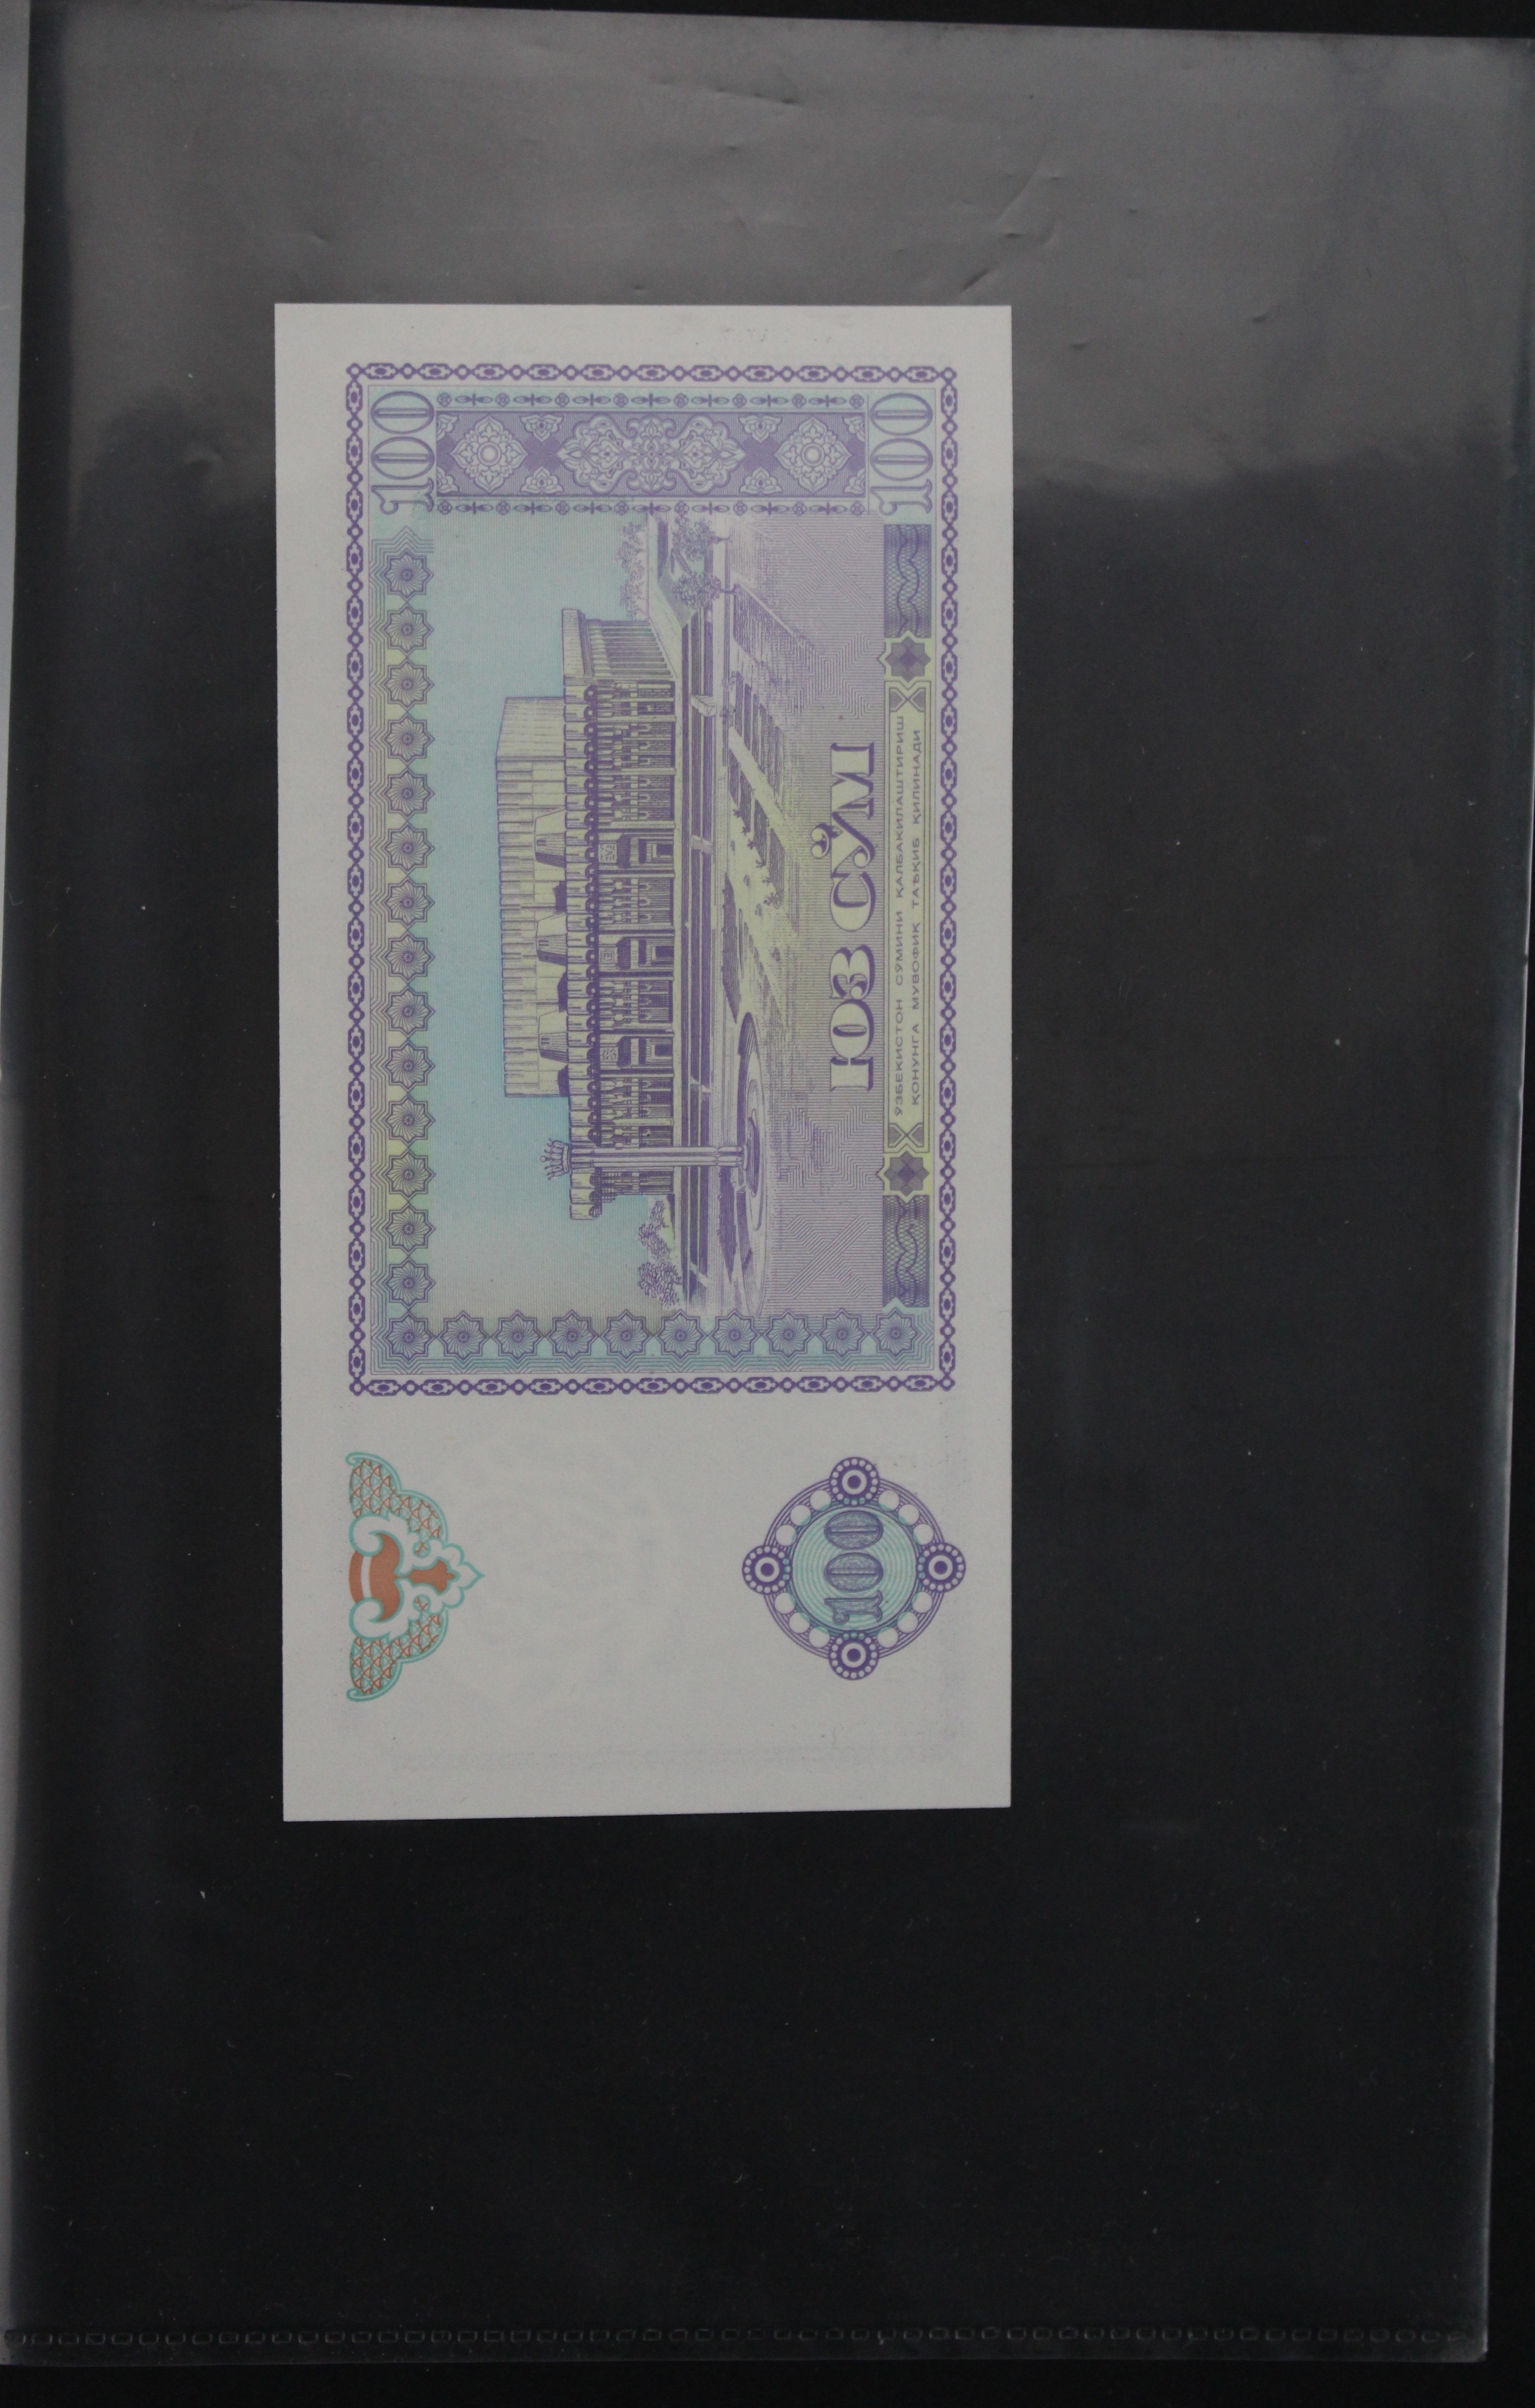 100
100
ЮЗ СЎМ
ЎЗБЕКИСТОН СЎМИНИ ҚАЛБАКИЛАШТИРИШ
ҚОНУНГА МУВОФИҚ ТАЪҚИБ ҚИЛИНАДИ
100